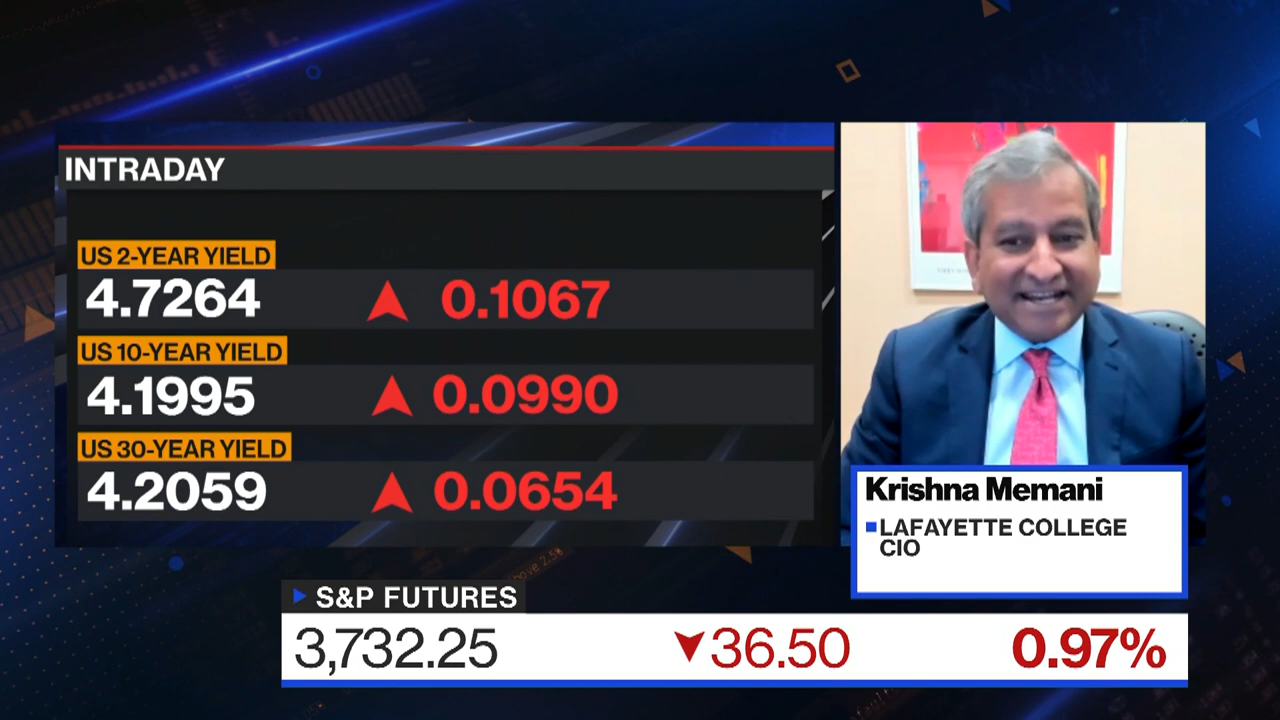 INTRADAY
US 2-YEAR YIELD
4.7264 0.1067
US 10-YEAR YIELD
4.1995 0.0990
US 30-YEAR YIELD
4.2059 0.0654
Krishna Memani
LAFAYETTE COLLEGE
CIO
S&P FUTURES
3,732.25 36.50 0.97%